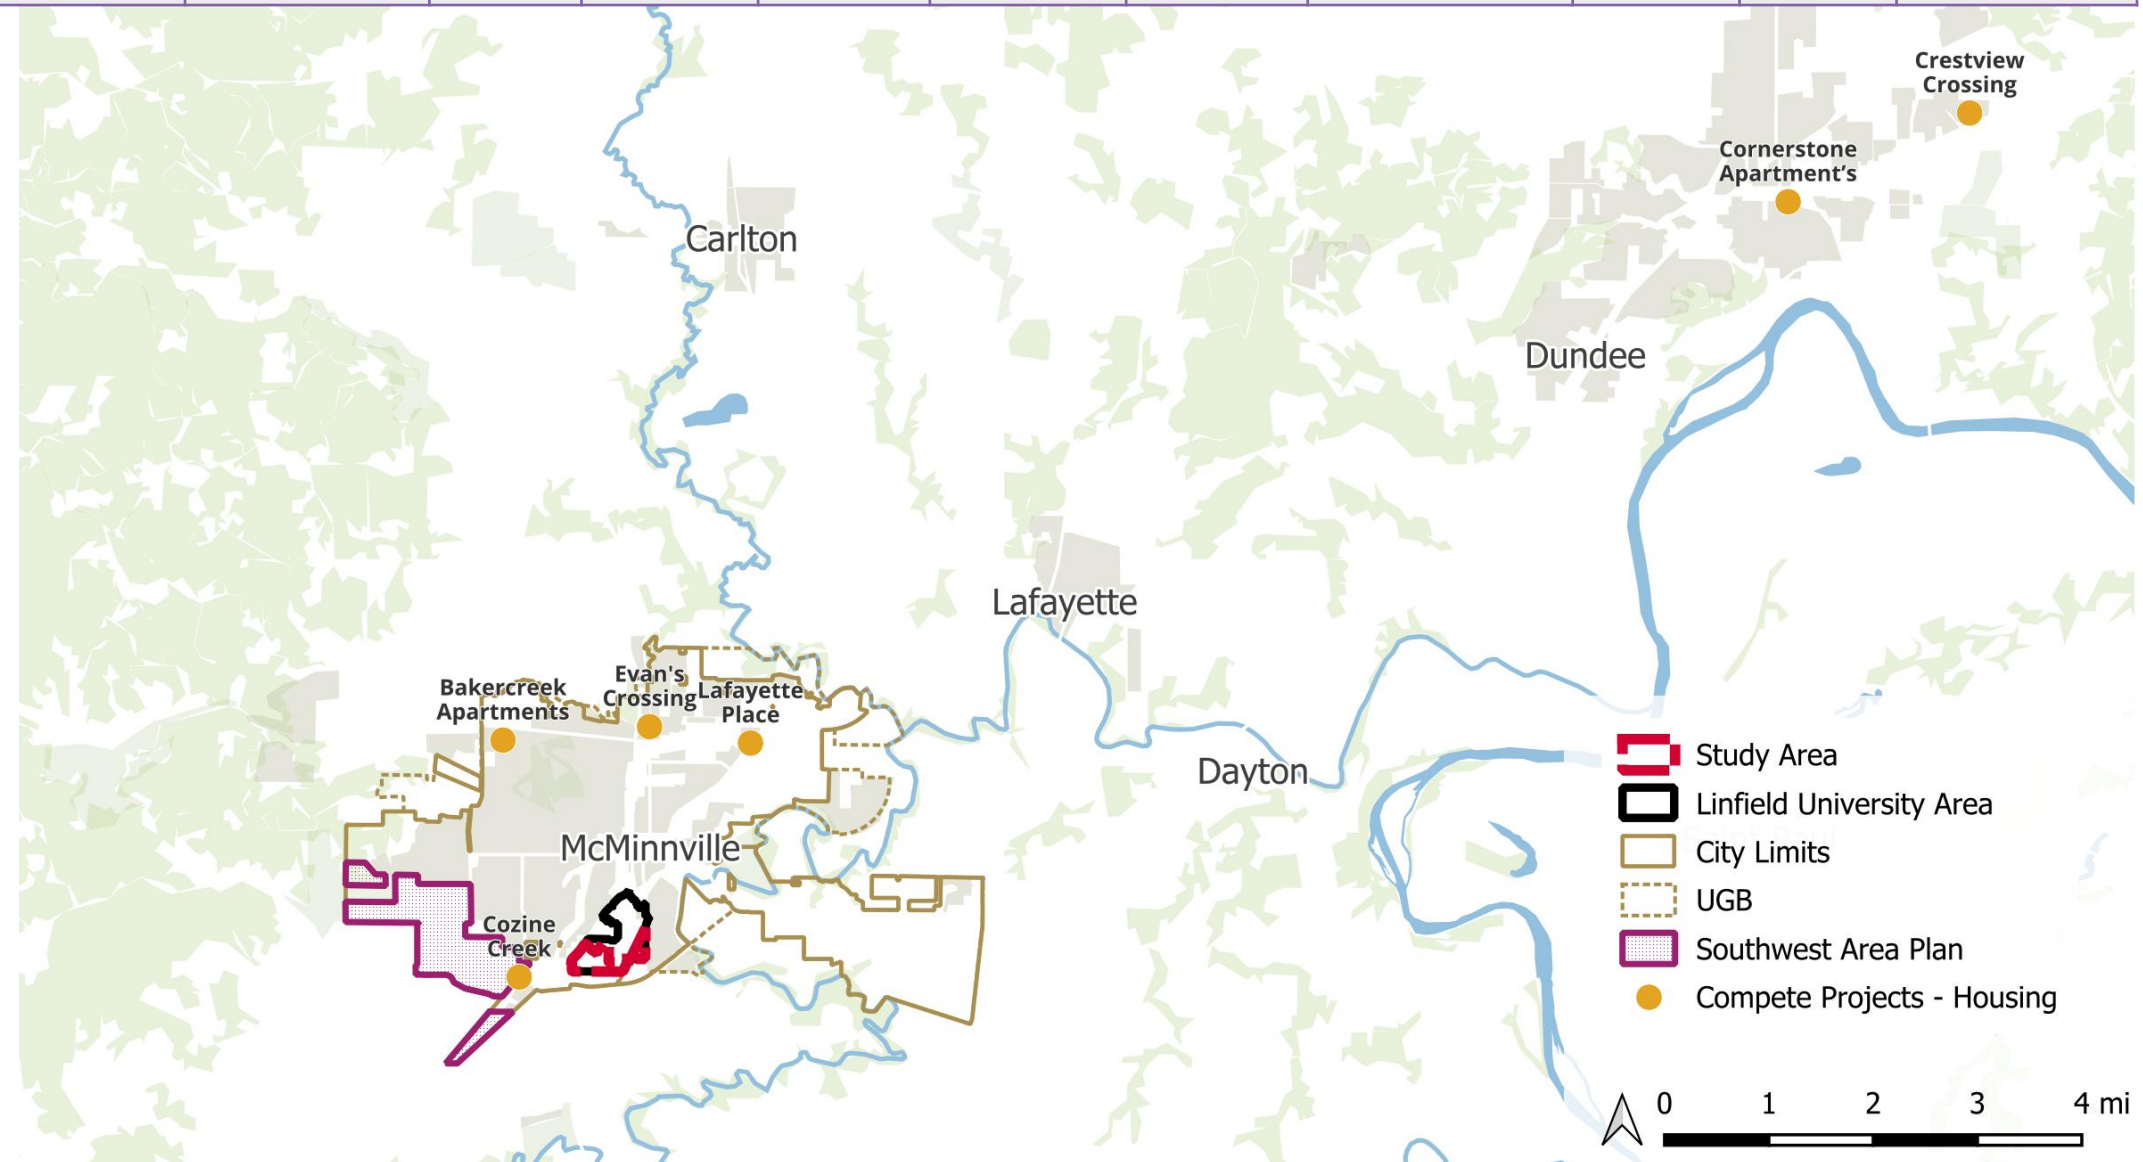 Crestview
Crossing
Cornerstone
Apartment’s
Carlton
Dundee
Lafayette
Bakercreek
Apartments
Evan's
Crossing
Lafayette
Place
Dayton
McMinnville
Cozine
Creek
Study Area
Linfield University Area
City Limits
UGB
Southwest Area Plan
Compete Projects - Housing
0 1 2 3 4 mi